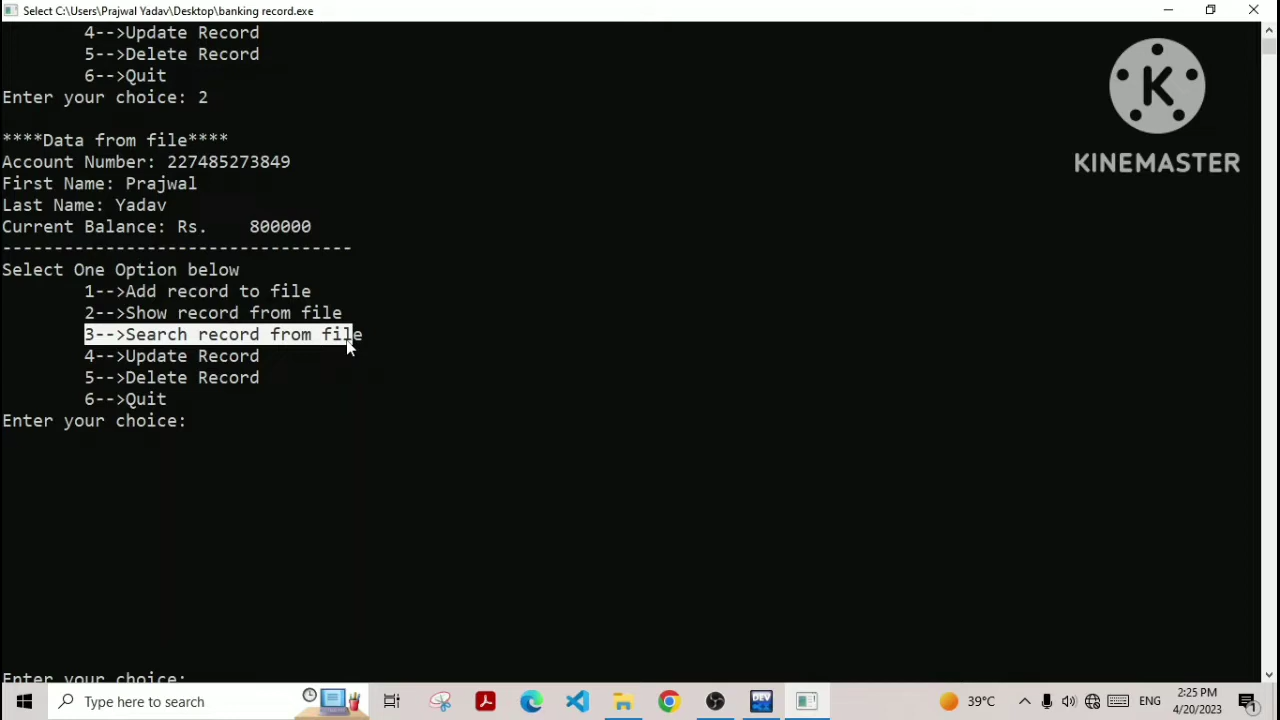 Select C:\Users\Prajwal Yadav\Desktop\banking record.exe
4-->Update Record
5-->Delete Record
6-->Quit
Enter your choice: 2
****Data from file****
Account Number: 227485273849
First Name: Prajwal
Last Name: Yadav
Current Balance: Rs.    800000
---------------------------------
Select One Option below
1-->Add record to file
2-->Show record from file
3-->Search record from file
4-->Update Record
5-->Delete Record
6-->Quit
Enter your choice:
Enter your choice:
K
KINEMASTER
Type here to search
DEV
39°C
ENG
2:25 PM
4/20/2023
1